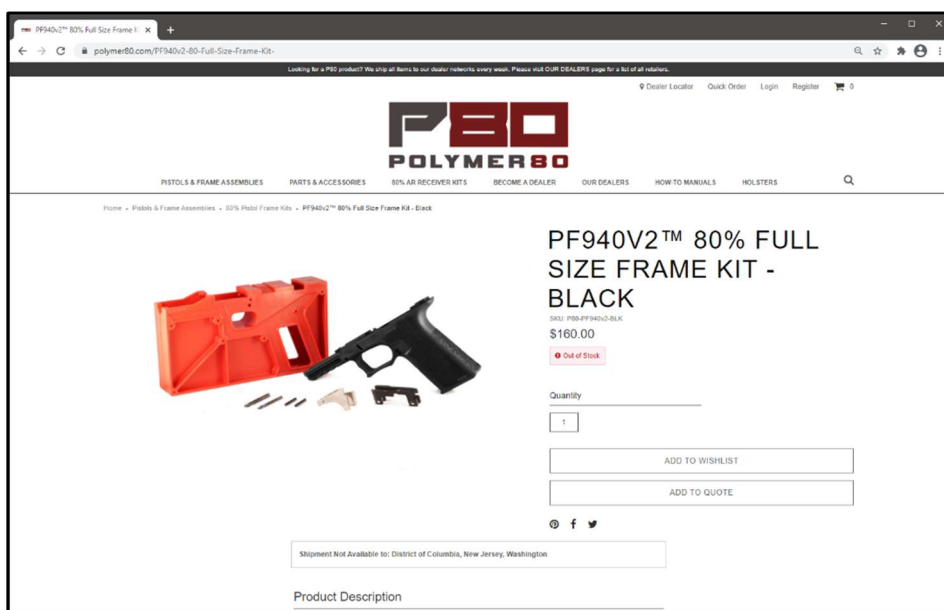 PF940v2™ 80% Full Size Frame K
polymer80.com/PF940v2-80-Full-Size-Frame-Kit-
Looking for a P80 product? We ship all items to our dealer networks every week. Please visit OUR DEALERS page for a list of all retailers.
Dealer Locator Quick Order Login Register 0
P80
POLYMER80
PISTOLS & FRAME ASSEMBLIES PARTS & ACCESSORIES 80% AR RECEIVER KITS BECOME A DEALER OUR DEALERS HOW-TO MANUALS HOLSTERS
Home • Pistols & Frame Assemblies • 80% Pistol Frame Kits • PF940v2™ 80% Full Size Frame Kit - Black
PF940V2™ 80% FULL
SIZE FRAME KIT -
BLACK
SKU: P80-PF940v2-BLK
$160.00
Out of Stock
Quantity
1
ADD TO WISHLIST
ADD TO QUOTE
Shipment Not Available to: District of Columbia, New Jersey, Washington
Product Description